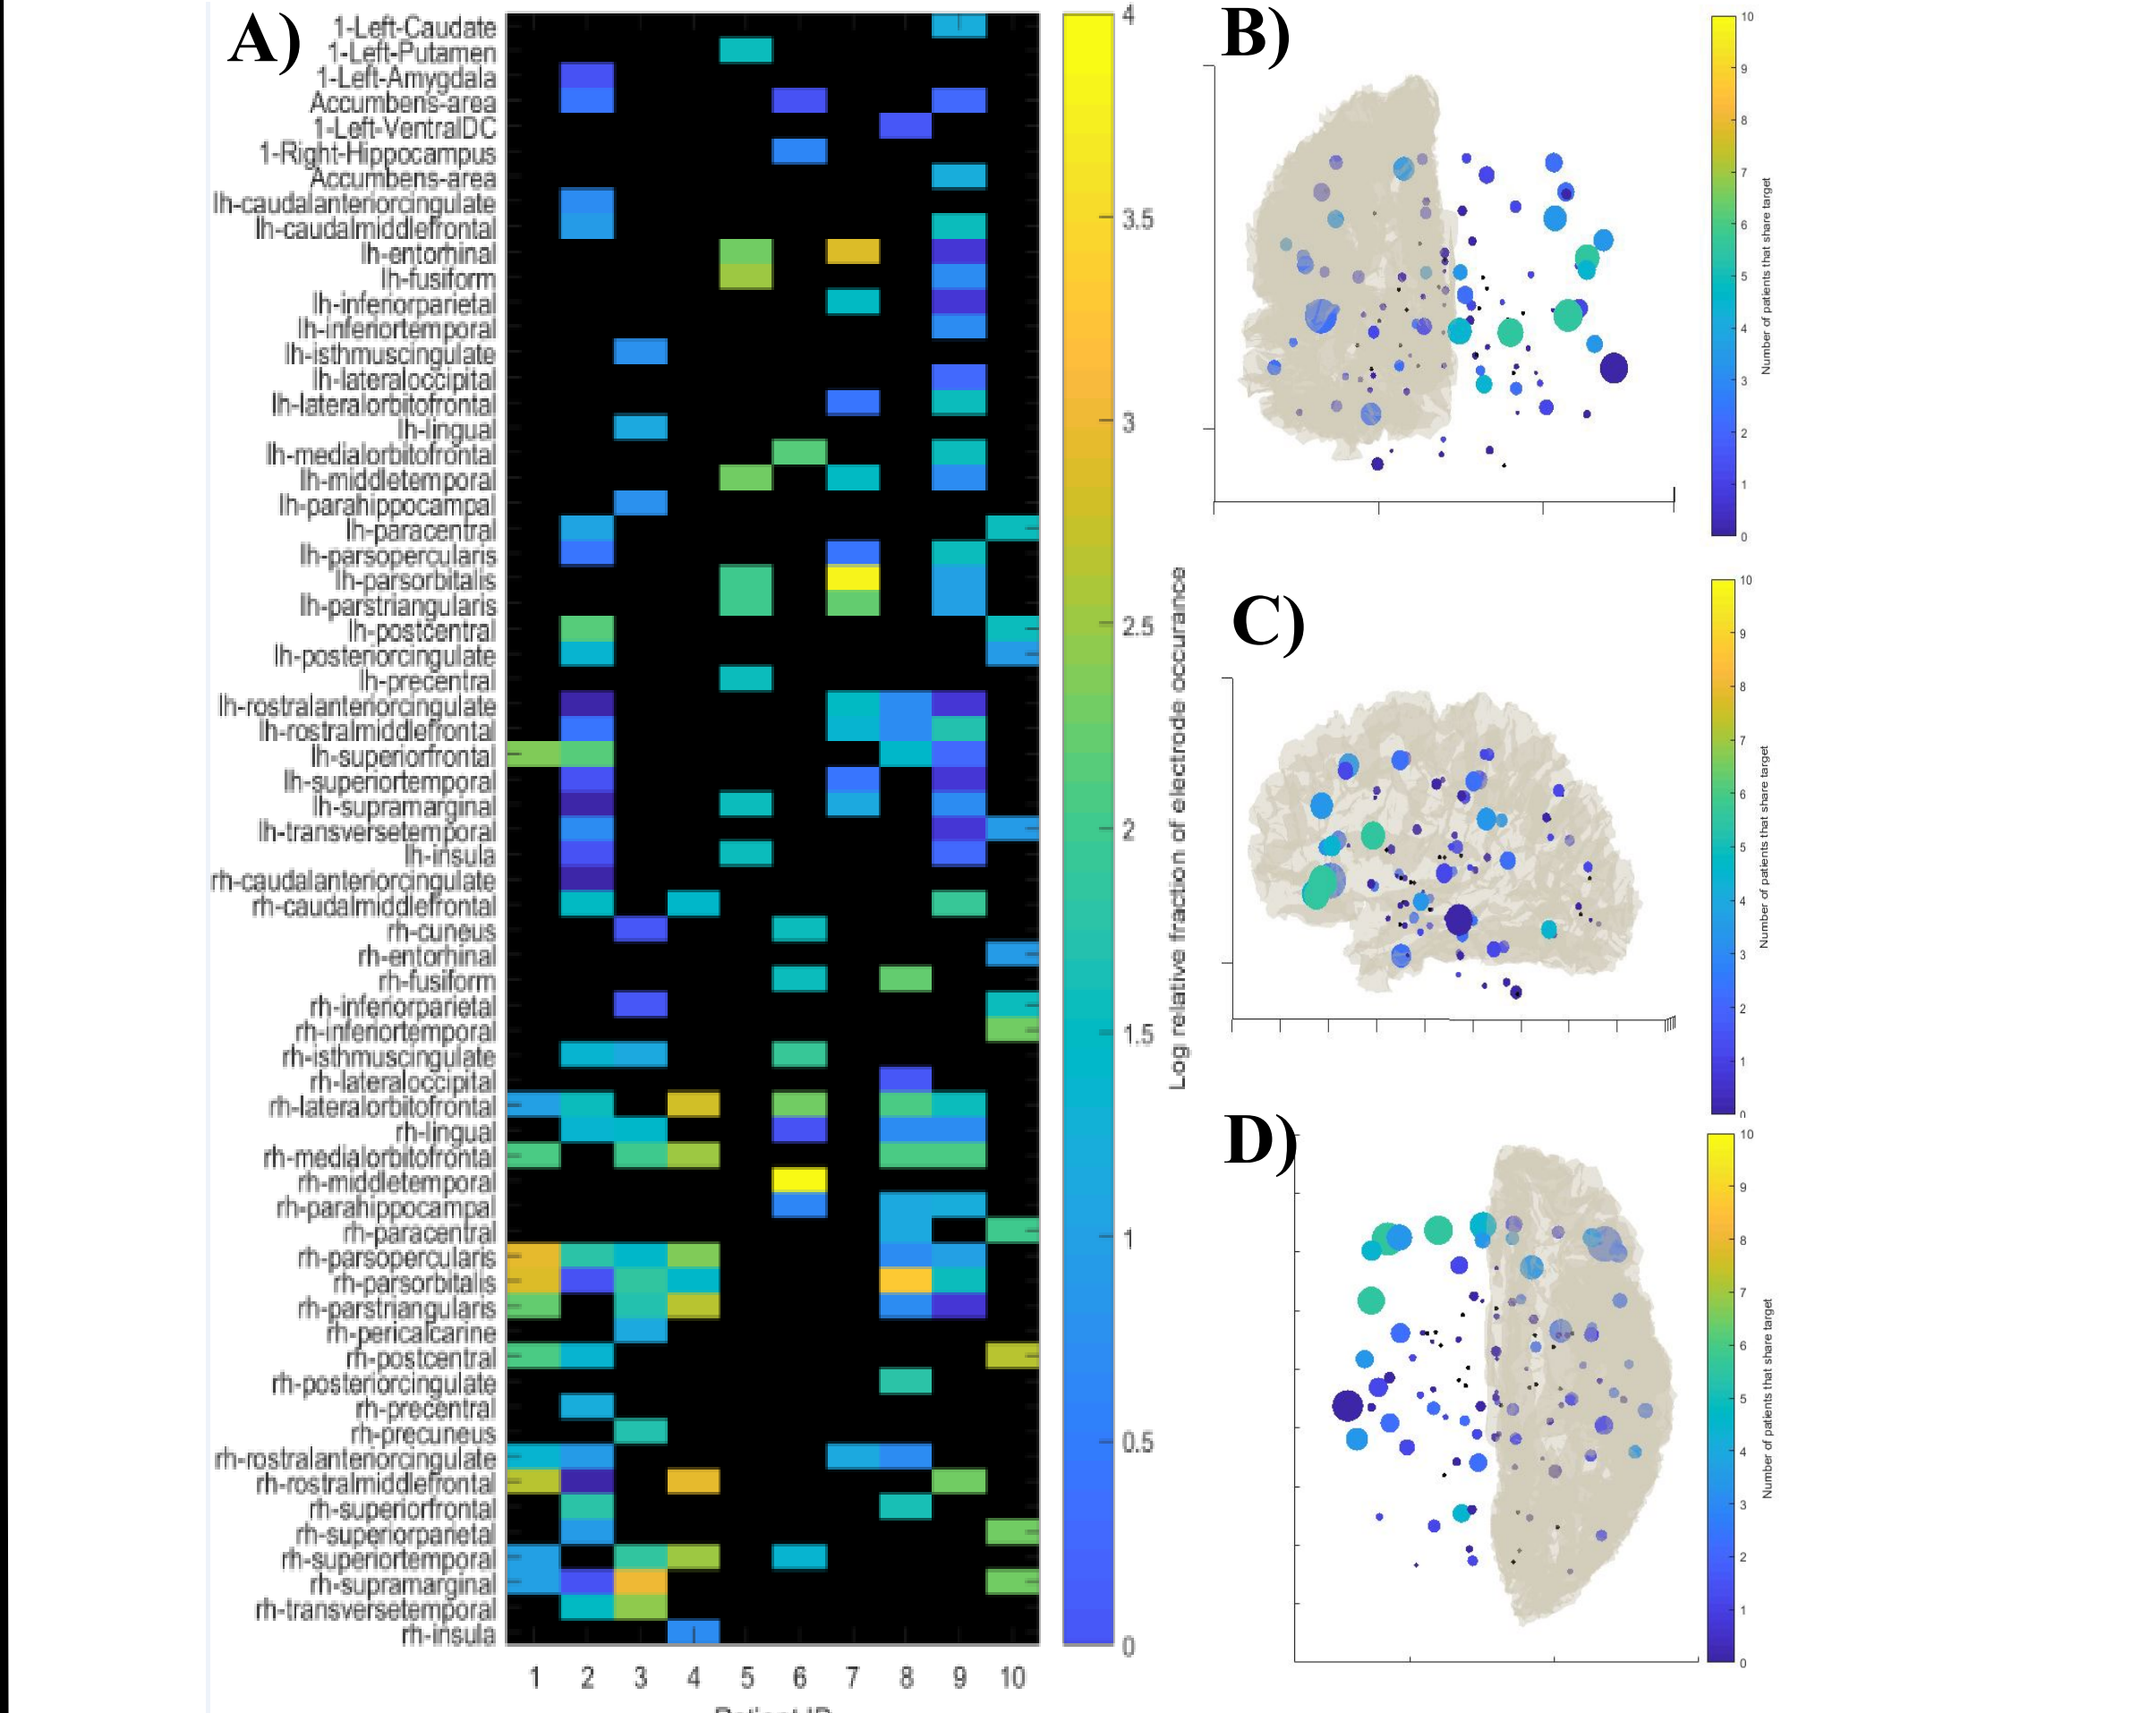 A)
1-Left-Caudate
1-Left-Putamen
1-Left-Amygdala
Accumbens-area
1-Left-VentralDC
1-Right-Hippocampus
Accumbens-area
lh-caudalanteriorcingulate
lh-caudalmiddlefrontal
lh-entorhinal
lh-fusiform
lh-inferiorparietal
lh-inferiortemporal
lh-isthmuscingulate
lh-lateraloccipital
lh-lateralorbitofrontal
lh-lingual
lh-medialorbitofrontal
lh-middletemporal
lh-parahippocampal
lh-paracentral
lh-parsopercularis
lh-parsorbitalis
lh-parstriangularis
lh-postcentral
lh-posteriorcingulate
lh-precentral
lh-rostralanteriorcingulate
lh-rostralmiddlefrontal
lh-superiorfrontal
lh-superiortemporal
lh-supramarginal
lh-transversetemporal
lh-insula
rh-caudalanteriorcingulate
rh-caudalmiddlefrontal
rh-cuneus
rh-entorhinal
rh-fusiform
rh-inferiorparietal
rh-inferiortemporal
rh-isthmuscingulate
rh-lateraloccipital
rh-lateralorbitofrontal
rh-lingual
rh-medialorbitofrontal
rh-middletemporal
rh-parahippocampal
rh-paracentral
rh-parsopercularis
rh-parsorbitalis
rh-parstriangularis
rh-pericalcarine
rh-postcentral
rh-posteriorcingulate
rh-precentral
rh-precuneus
rh-rostralanteriorcingulate
rh-rostralmiddlefrontal
rh-superiorfrontal
rh-superiorparietal
rh-superiortemporal
rh-supramarginal
rh-transversetemporal
rh-insula
1 2 3 4 5 6 7 8 9 10
Patient ID
4
3.5
3
2.5
2
1.5
1
0.5
0
Log relative fraction of electrode occurance
B)
10
9
8
7
6
5
4
3
2
1
0
Number of patients that share target
C)
10
9
8
7
6
5
4
3
2
1
0
Number of patients that share target
D)
10
9
8
7
6
5
4
3
2
1
0
Number of patients that share target